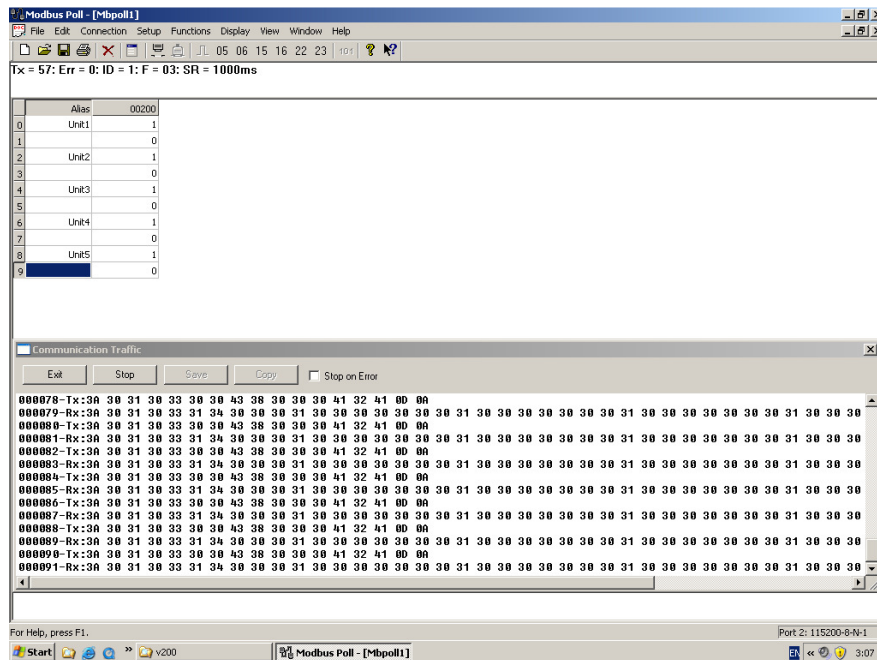 Modbus Poll - [Mbpoll1]
File Edit Connection Setup Functions Display View Window Help
05 06 15 16 22 23 101
Tx = 57: Err = 0: ID = 1: F = 03: SR = 1000ms
Alias 00200
0 Unit1 1
1 0
2 Unit2 1
3 0
4 Unit3 1
5 0
6 Unit4 1
7 0
8 Unit5 1
9 0
Communication Traffic
Exit Stop Save Copy Stop on Error
000078-Tx:3A 30 31 30 33 30 30 43 38 30 30 30 41 32 41 0D 0A
000079-Rx:3A 30 31 30 33 31 34 30 30 30 31 30 30 30 30 30 30 30 31 30 30 30 30 30 30 30 31 30 30 30 30 30 30 30 31 30 30 30
000080-Tx:3A 30 31 30 33 30 30 43 38 30 30 30 41 32 41 0D 0A
000081-Rx:3A 30 31 30 33 31 34 30 30 30 31 30 30 30 30 30 30 30 31 30 30 30 30 30 30 30 31 30 30 30 30 30 30 30 31 30 30 30
000082-Tx:3A 30 31 30 33 30 30 43 38 30 30 30 41 32 41 0D 0A
000083-Rx:3A 30 31 30 33 31 34 30 30 30 31 30 30 30 30 30 30 30 31 30 30 30 30 30 30 30 31 30 30 30 30 30 30 30 31 30 30 30
000084-Tx:3A 30 31 30 33 30 30 43 38 30 30 30 41 32 41 0D 0A
000085-Rx:3A 30 31 30 33 31 34 30 30 30 31 30 30 30 30 30 30 30 31 30 30 30 30 30 30 30 31 30 30 30 30 30 30 30 31 30 30 30
000086-Tx:3A 30 31 30 33 30 30 43 38 30 30 30 41 32 41 0D 0A
000087-Rx:3A 30 31 30 33 31 34 30 30 30 31 30 30 30 30 30 30 30 31 30 30 30 30 30 30 30 31 30 30 30 30 30 30 30 31 30 30 30
000088-Tx:3A 30 31 30 33 30 30 43 38 30 30 30 41 32 41 0D 0A
000089-Rx:3A 30 31 30 33 31 34 30 30 30 31 30 30 30 30 30 30 30 31 30 30 30 30 30 30 30 31 30 30 30 30 30 30 30 31 30 30 30
000090-Tx:3A 30 31 30 33 30 30 43 38 30 30 30 41 32 41 0D 0A
000091-Rx:3A 30 31 30 33 31 34 30 30 30 31 30 30 30 30 30 30 30 31 30 30 30 30 30 30 30 31 30 30 30 30 30 30 30 31 30 30 30
For Help, press F1. Port 2: 115200-8-N-1
Start » v200 Modbus Poll - [Mbpoll1] EN « 3:07